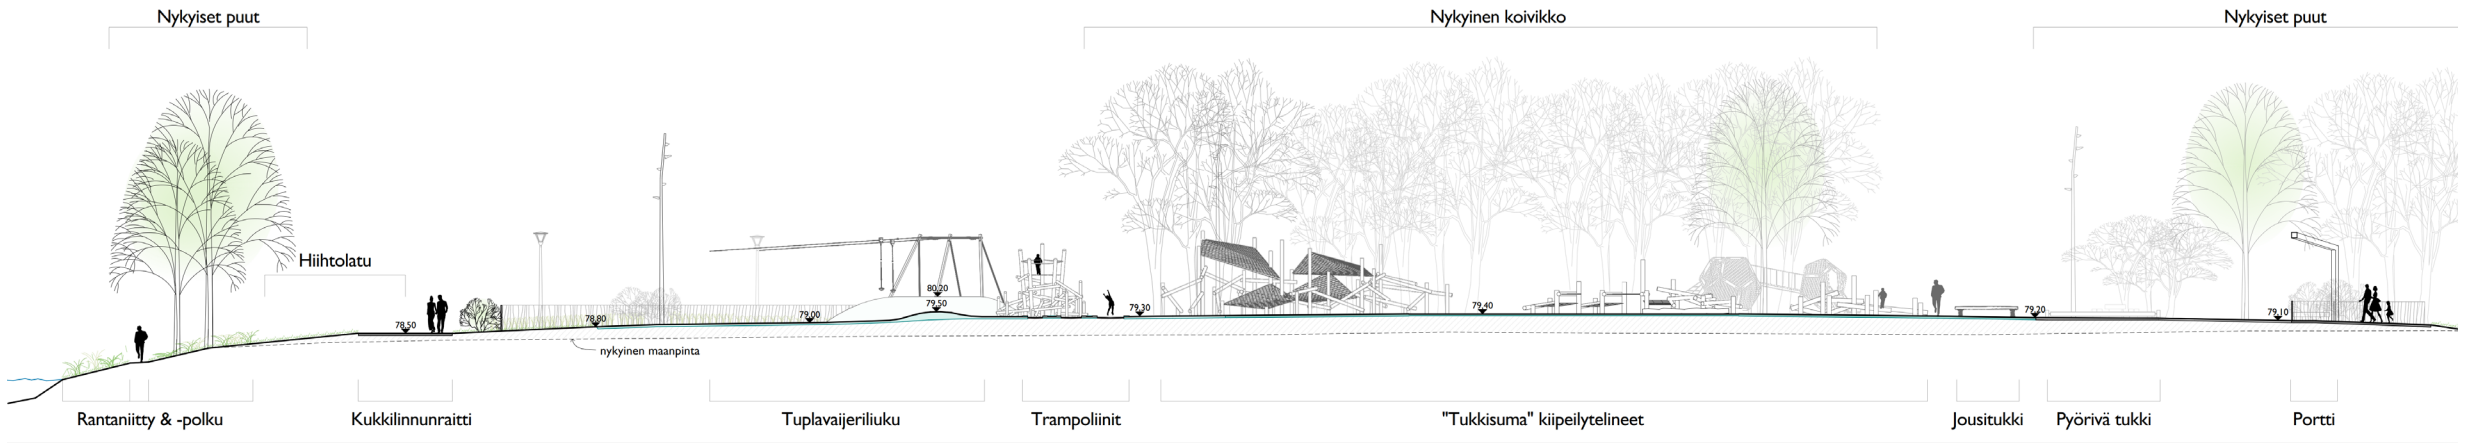 Nykyiset puut
Nykyinen koivikko
Nykyiset puut
Hiihtolatu
80.20
79.50
79.30
79.40
79.20
79.10
79.00
78.80
78.50
nykyinen maanpinta
Rantaniitty & -polku
Kukkilinnunraitti
Tuplavaijeriliuku
Trampoliinit
"Tukkisuma" kiipeilytelineet
Jousitukki
Pyörivä tukki
Portti